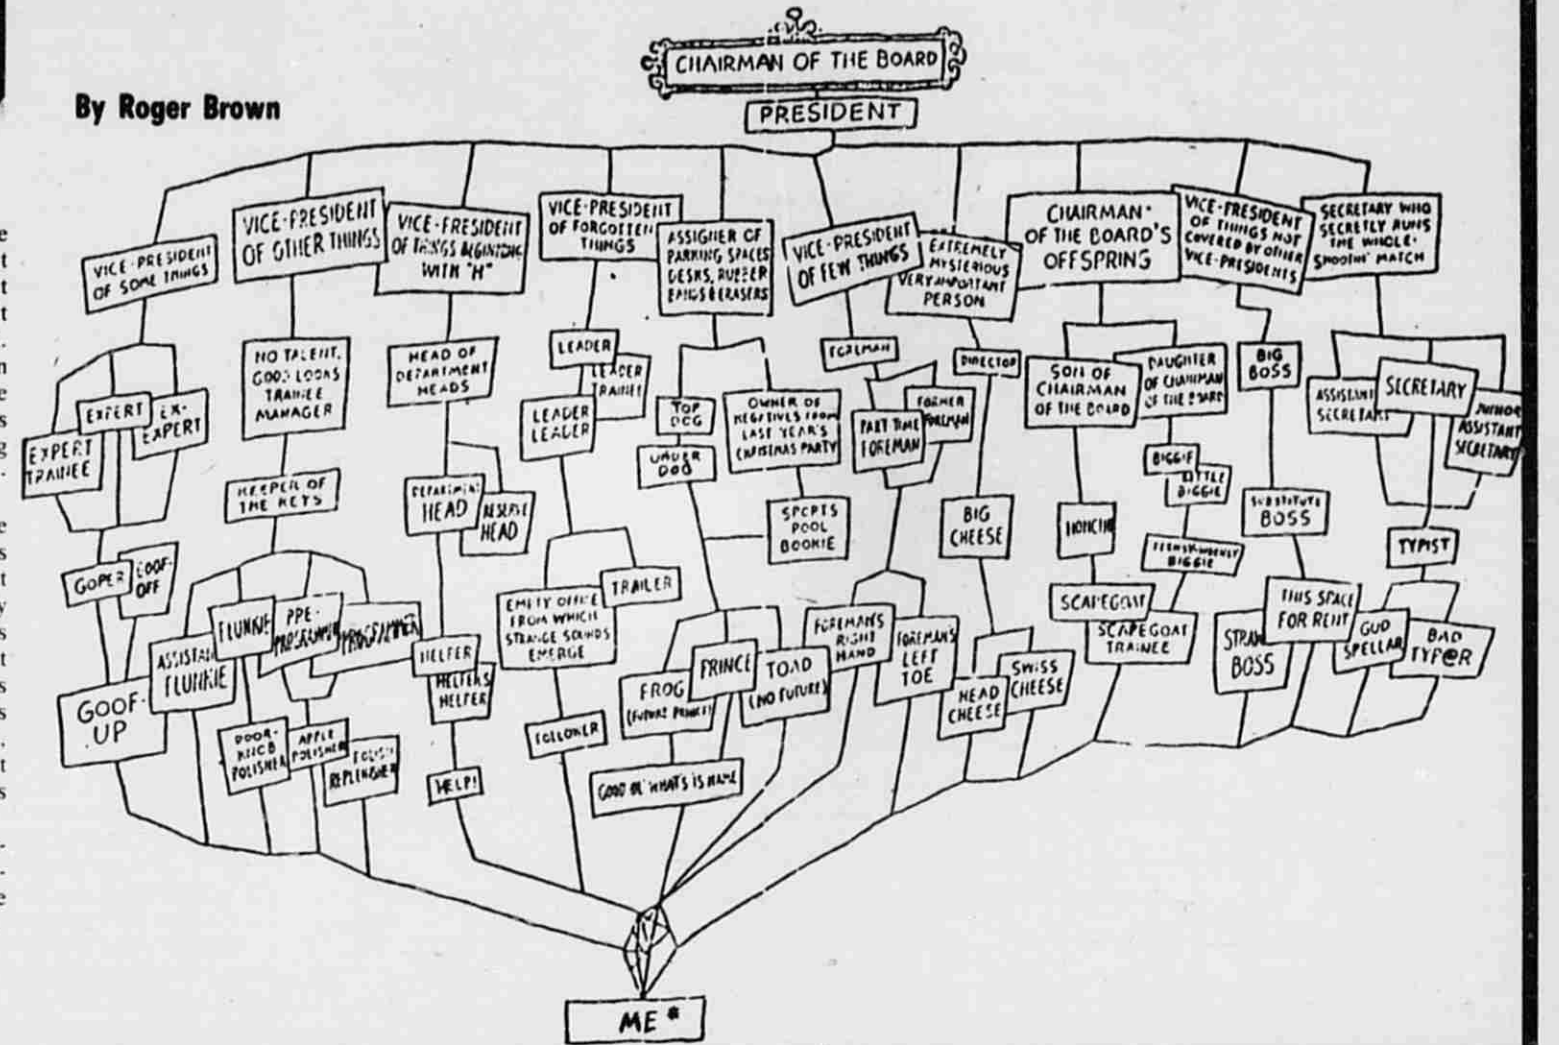 By Roger Brown
CHAIRMAN OF THE BOARD
PRESIDENT
VICE-PRESIDENT
OF SOME THINGS
VICE-PRESIDENT
OF OTHER THINGS
VICE-PRESIDENT
OF THINGS BEGINNING
WITH "H"
VICE-PRESIDENT
OF FORGOTTEN
THINGS
ASSIGNER OF
PARKING SPACES
DESKS, RUBBER
BANDS & ERASERS
VICE-PRESIDENT
OF FEW THINGS
EXTREMELY
MYSTERIOUS
VERY IMPORTANT
PERSON
CHAIRMAN
OF THE BOARD'S
OFFSPRING
VICE-PRESIDENT
OF THINGS NOT
COVERED BY OTHER
VICE-PRESIDENTS
SECRETARY WHO
SECRETLY RUNS
THE WHOLE
SHOOTIN' MATCH
EXPERT
TRAINEE
EXPERT
EX-
EXPERT
NO TALENT,
GOOD LOOKS
TRAINEE
MANAGER
HEAD OF
DEPARTMENT
HEADS
LEADER
LEADER
TRAINEE
LEADER
LEADER
TOP
DOG
UNDER
DOG
OWNER OF
NEGATIVES FROM
LAST YEAR'S
CHRISTMAS PARTY
FOREMAN
PART TIME
FOREMAN
FORMER
FOREMAN
DIRECTOR
SON OF
CHAIRMAN
OF THE BOARD
DAUGHTER
OF CHAIRMAN
OF THE BOARD
BIG
BOSS
ASSISTANT
SECRETARY
SECRETARY
JUNIOR
ASSISTANT
SECRETARY
KEEPER OF
THE KEYS
DEPARTMENT
HEAD
RESERVE
HEAD
SPORTS
POOL
BOOKIE
BIG
CHEESE
HONCHO
BIGGIE
LITTLE
BIGGIE
BIGGIE
SUBSTITUTE
BOSS
TYPIST
GOFER
GOOF-
OFF
GOOF-
UP
ASSISTANT
FLUNKIE
FLUNKIE
PRE-
PROGRAMMER
PROGRAMMER
HELPER
HELPER'S
HELPER
EMPTY OFFICE
FROM WHICH
STRANGE SOUNDS
EMERGE
TRAILER
FROG
(FUTURE PRINCE)
PRINCE
TOAD
(NO FUTURE)
FOREMAN'S
RIGHT
HAND
FOREMAN'S
LEFT
TOE
HEAD
CHEESE
SWISS
CHEESE
SCAPEGOAT
SCAPEGOAT
TRAINEE
STRAW
BOSS
THIS SPACE
FOR RENT
GUD
SPELLAR
BAD
TYP@R
DOOR-
KNOB
POLISHER
APPLE
POLISHER
POLISH
REPLENISHER
HELP!
FOLLOWER
GOOD OL' WHAT'S IS NAME
ME*